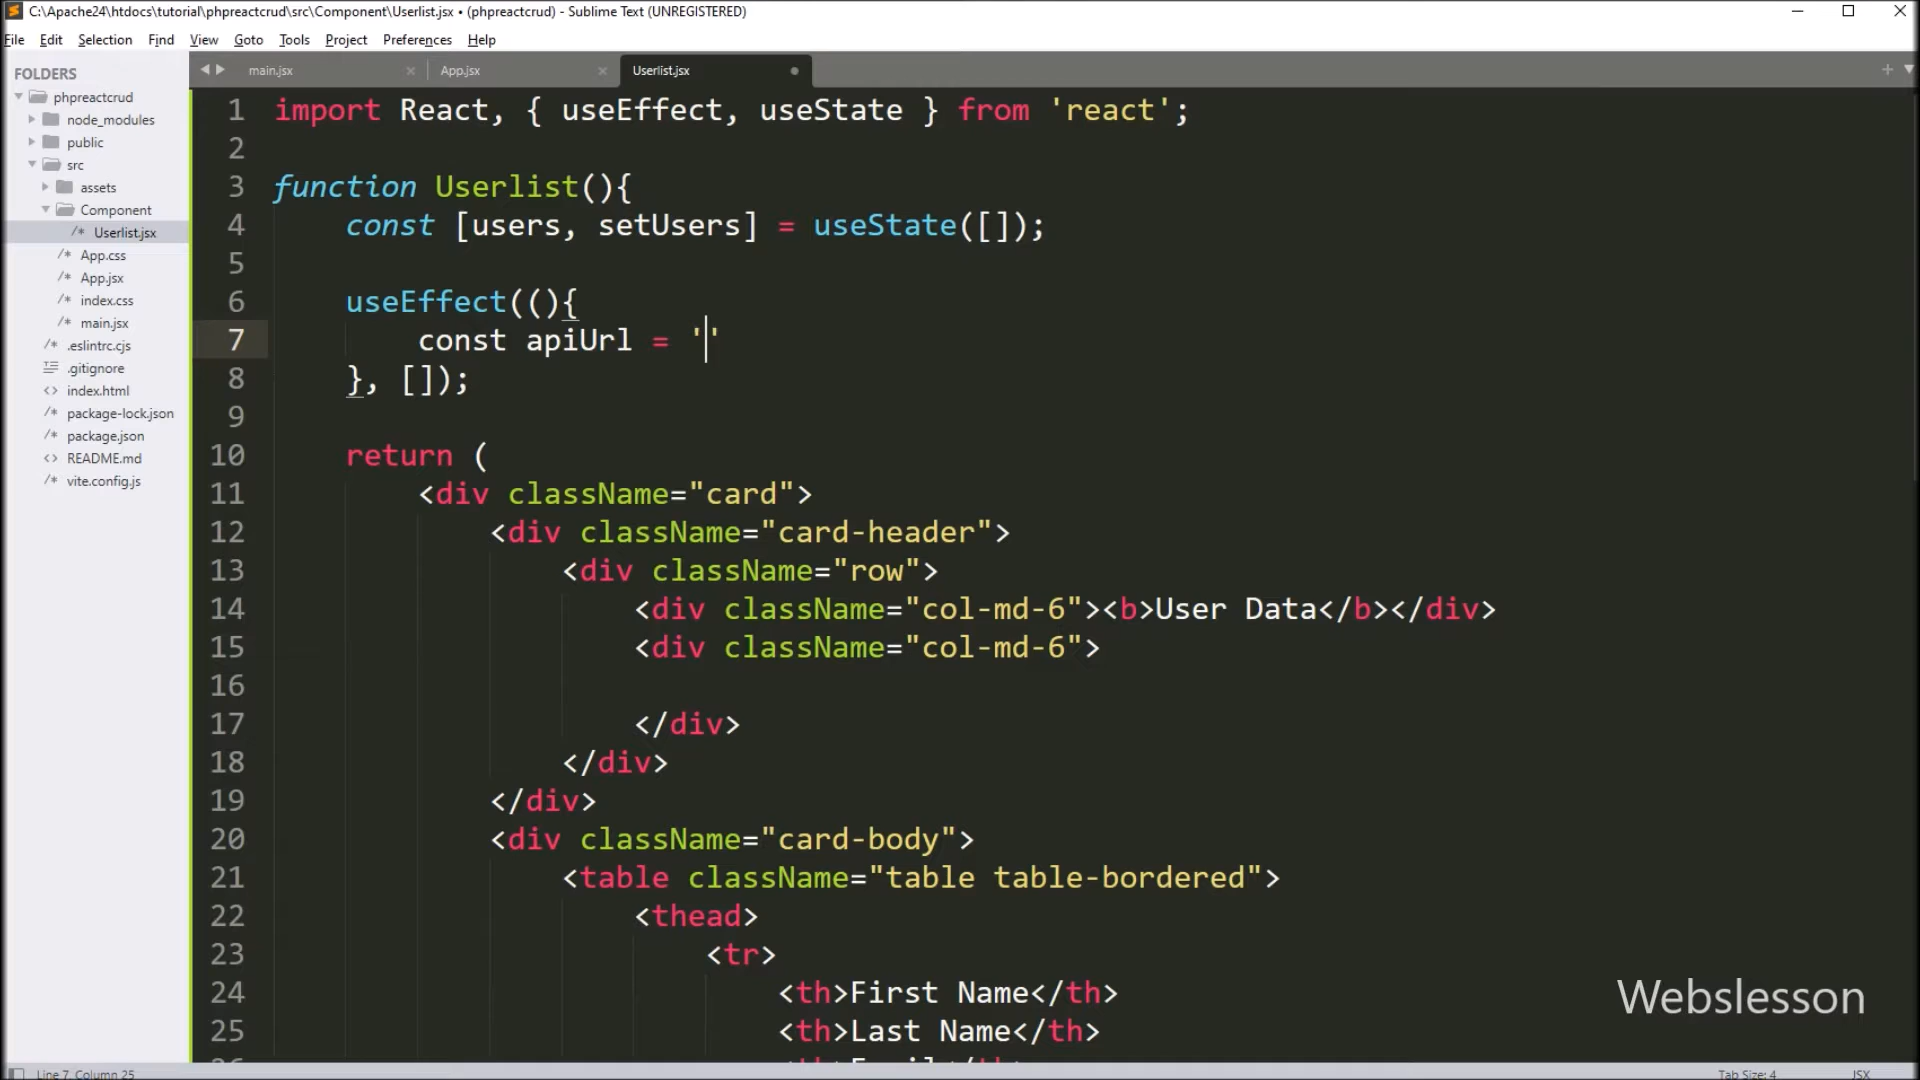 C:\Apache24\htdocs\tutorial\phpreactcrud\src\Component\Userlist.jsx • (phpreactcrud) - Sublime Text (UNREGISTERED)
File Edit Selection Find View Goto Tools Project Preferences Help
FOLDERS
phpreactcrud
node_modules
public
src
assets
Component
/* Userlist.jsx
/* App.css
/* App.jsx
/* index.css
/* main.jsx
/* .eslintrc.cjs
.gitignore
<> index.html
/* package-lock.json
/* package.json
<> README.md
/* vite.config.js
main.jsx × App.jsx × Userlist.jsx
1 import React, { useEffect, useState } from 'react';
2
3 function Userlist(){
4 const [users, setUsers] = useState([]);
5
6 useEffect((){
7 const apiUrl = ''
8 }, []);
9
10 return (
11 <div className="card">
12 <div className="card-header">
13 <div className="row">
14 <div className="col-md-6"><b>User Data</b></div>
15 <div className="col-md-6">
16
17 </div>
18 </div>
19 </div>
20 <div className="card-body">
21 <table className="table table-bordered">
22 <thead>
23 <tr>
24 <th>First Name</th>
25 <th>Last Name</th>
Webslesson
Line 7, Column 25 Tab Size: 4 JSX